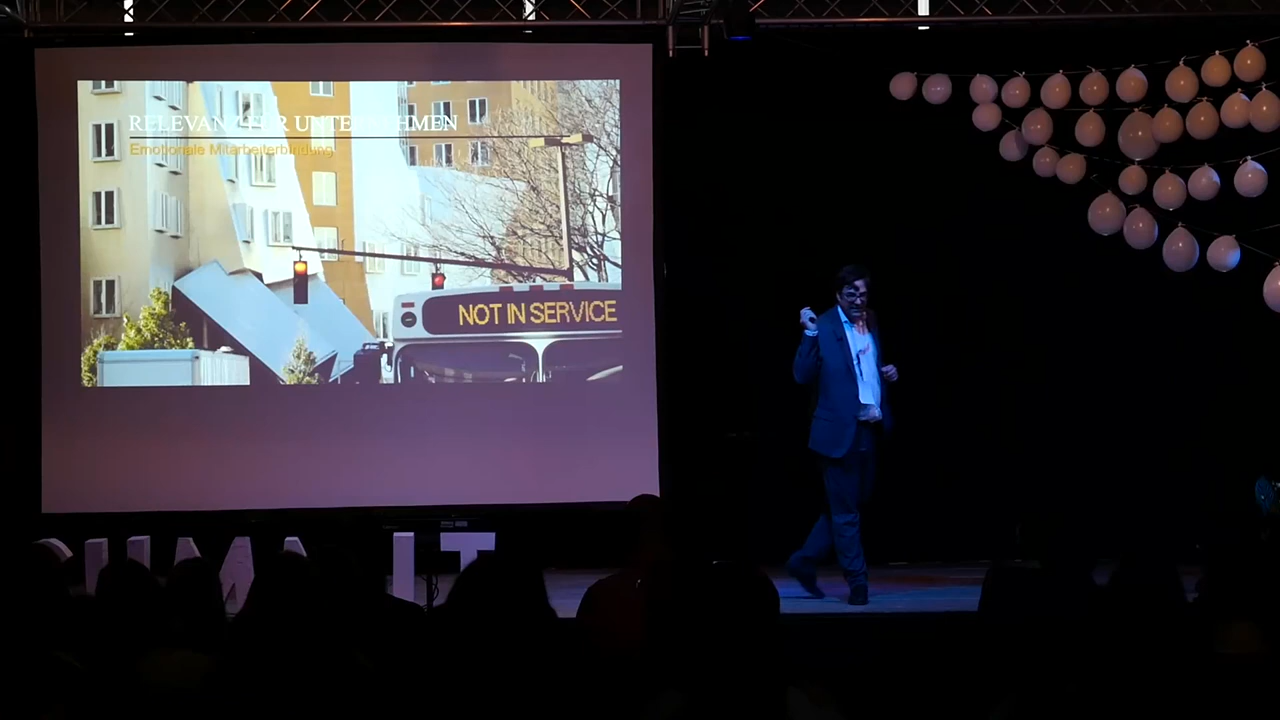 RELEVANZ FÜR UNTERNEHMEN
Emotionale Mitarbeiterbindung
NOT IN SERVICE